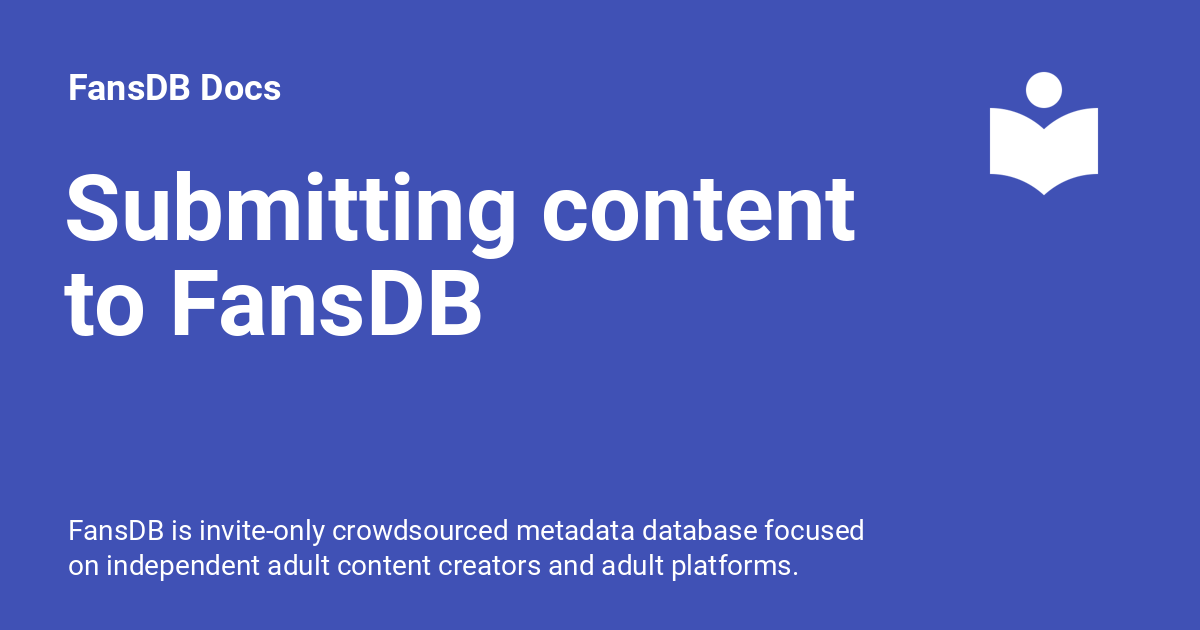 FansDB Docs
Submitting content
to FansDB
FansDB is invite-only crowdsourced metadata database focused
on independent adult content creators and adult platforms.